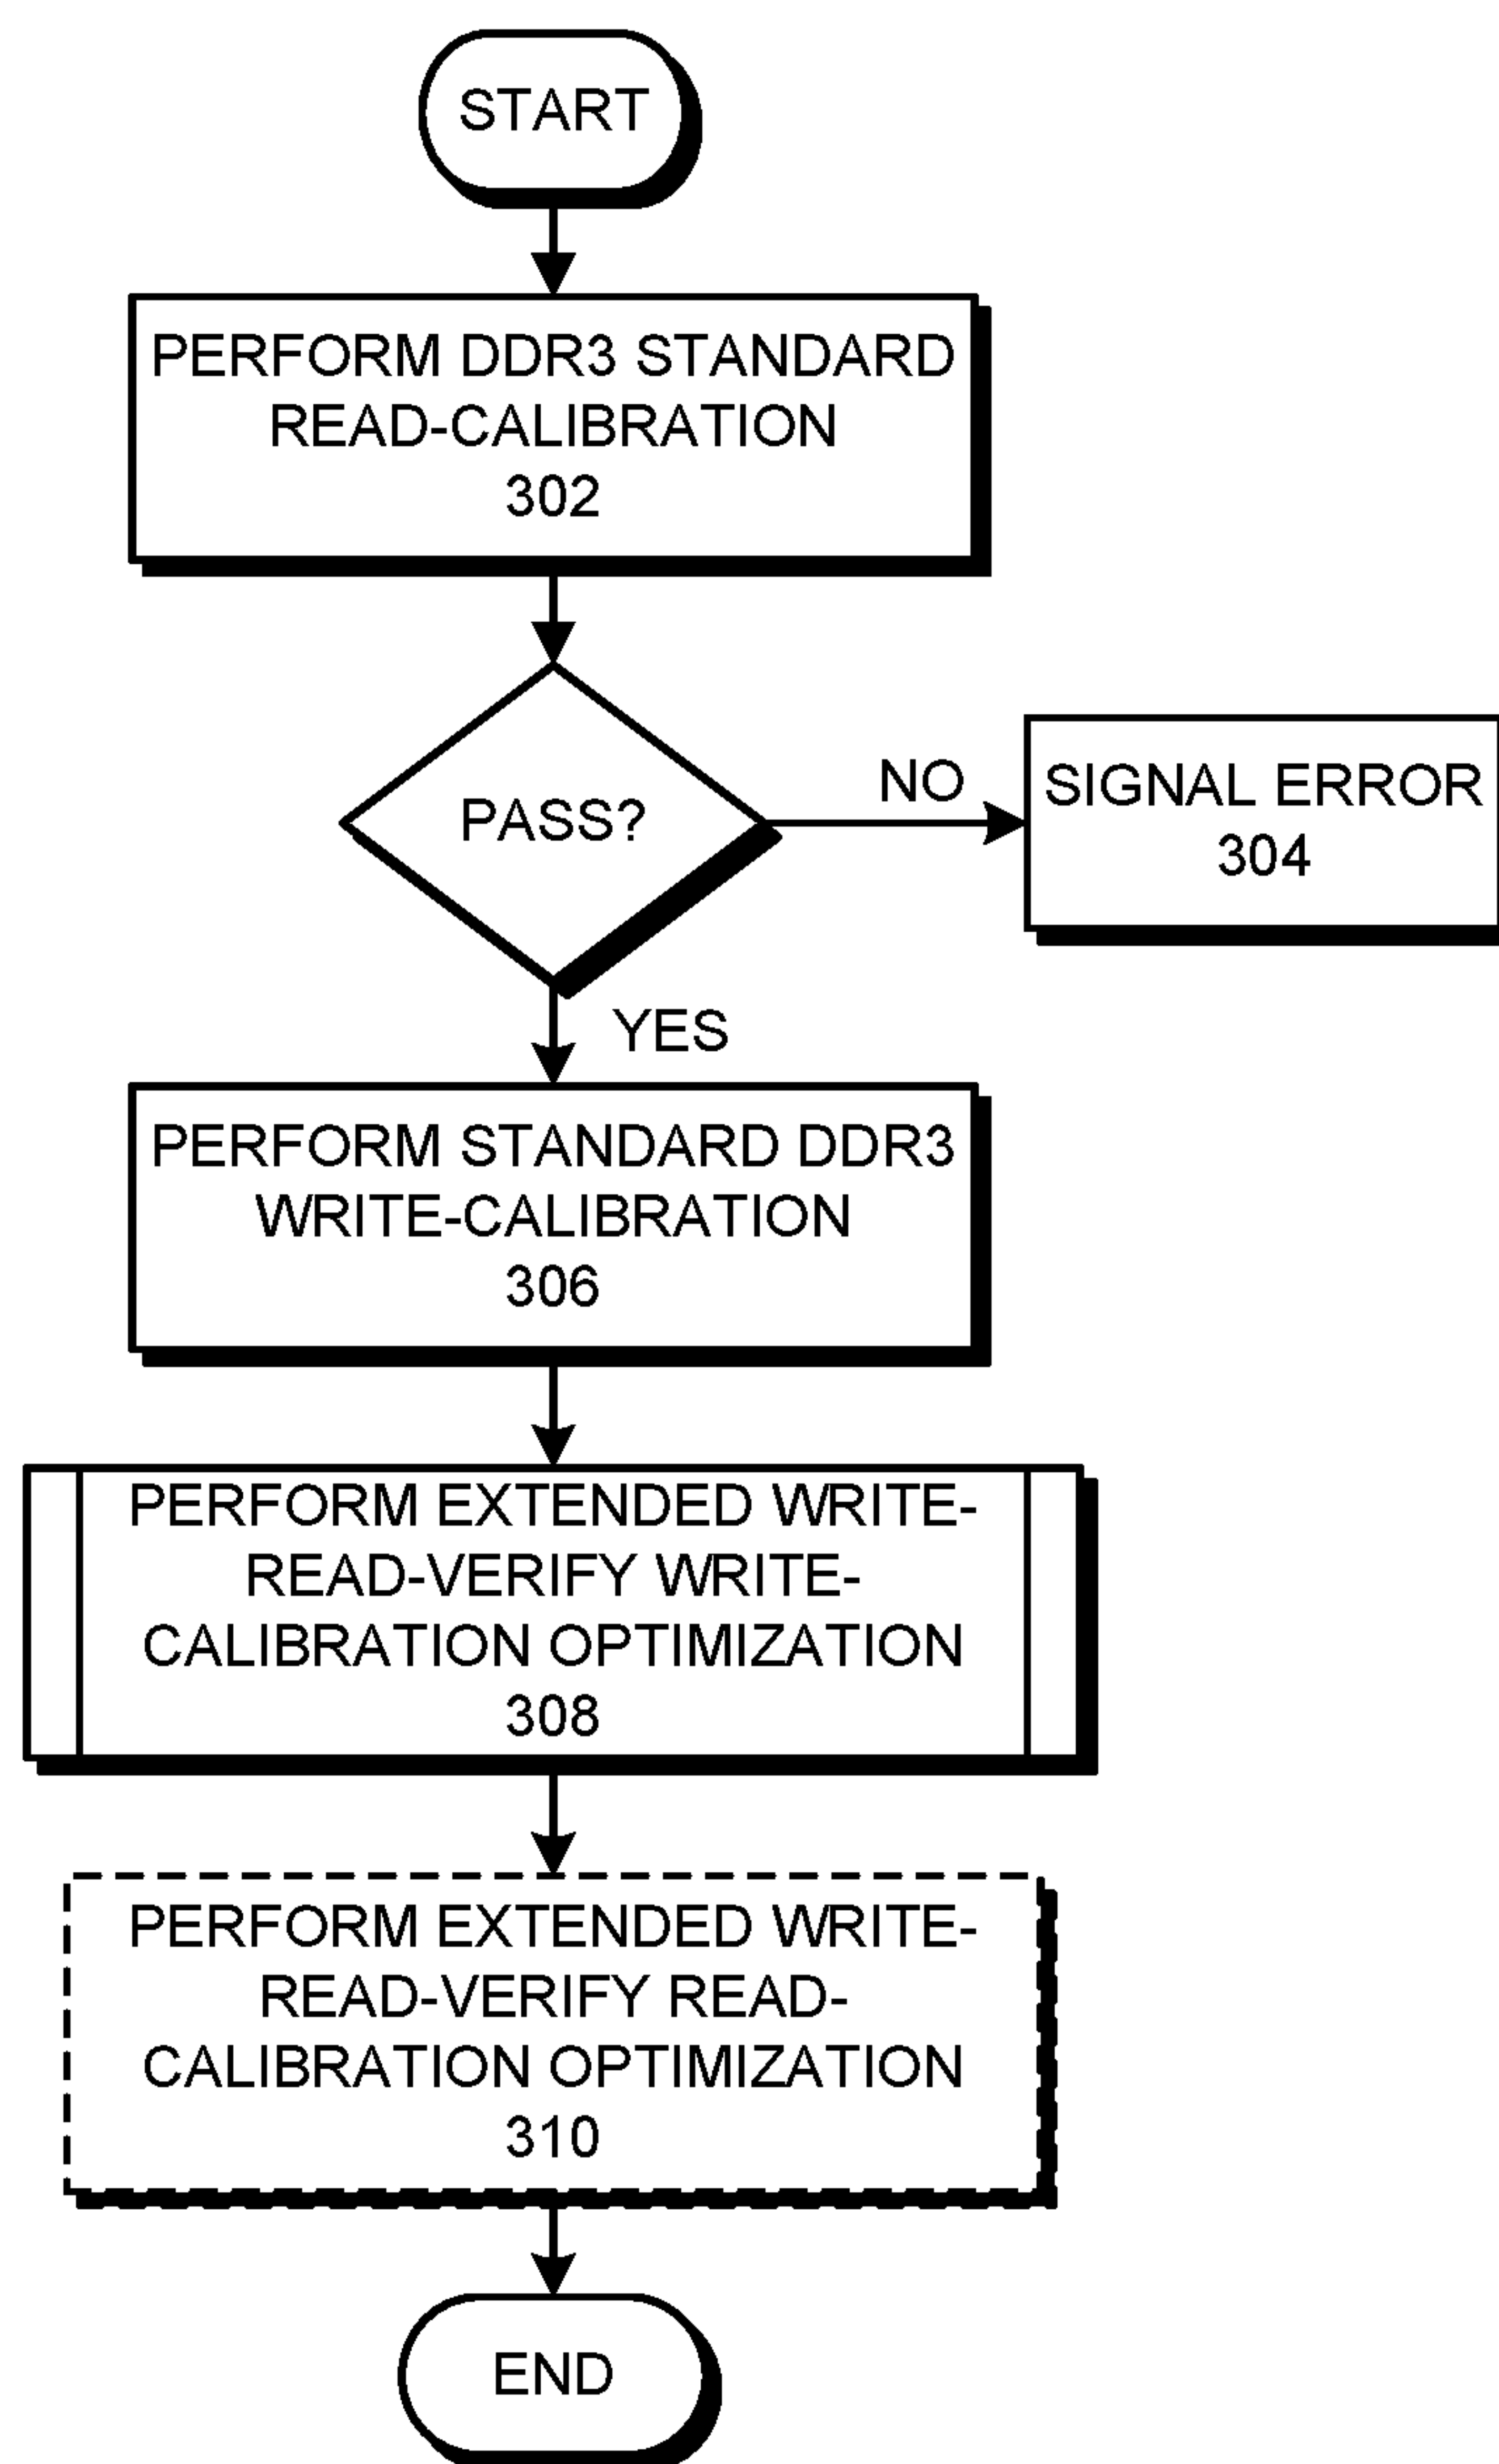 START
PERFORM DDR3 STANDARD
READ-CALIBRATION
302
PASS?
NO
SIGNAL ERROR
304
YES
PERFORM STANDARD DDR3
WRITE-CALIBRATION
306
PERFORM EXTENDED WRITE-
READ-VERIFY WRITE-
CALIBRATION OPTIMIZATION
308
PERFORM EXTENDED WRITE-
READ-VERIFY READ-
CALIBRATION OPTIMIZATION
310
END